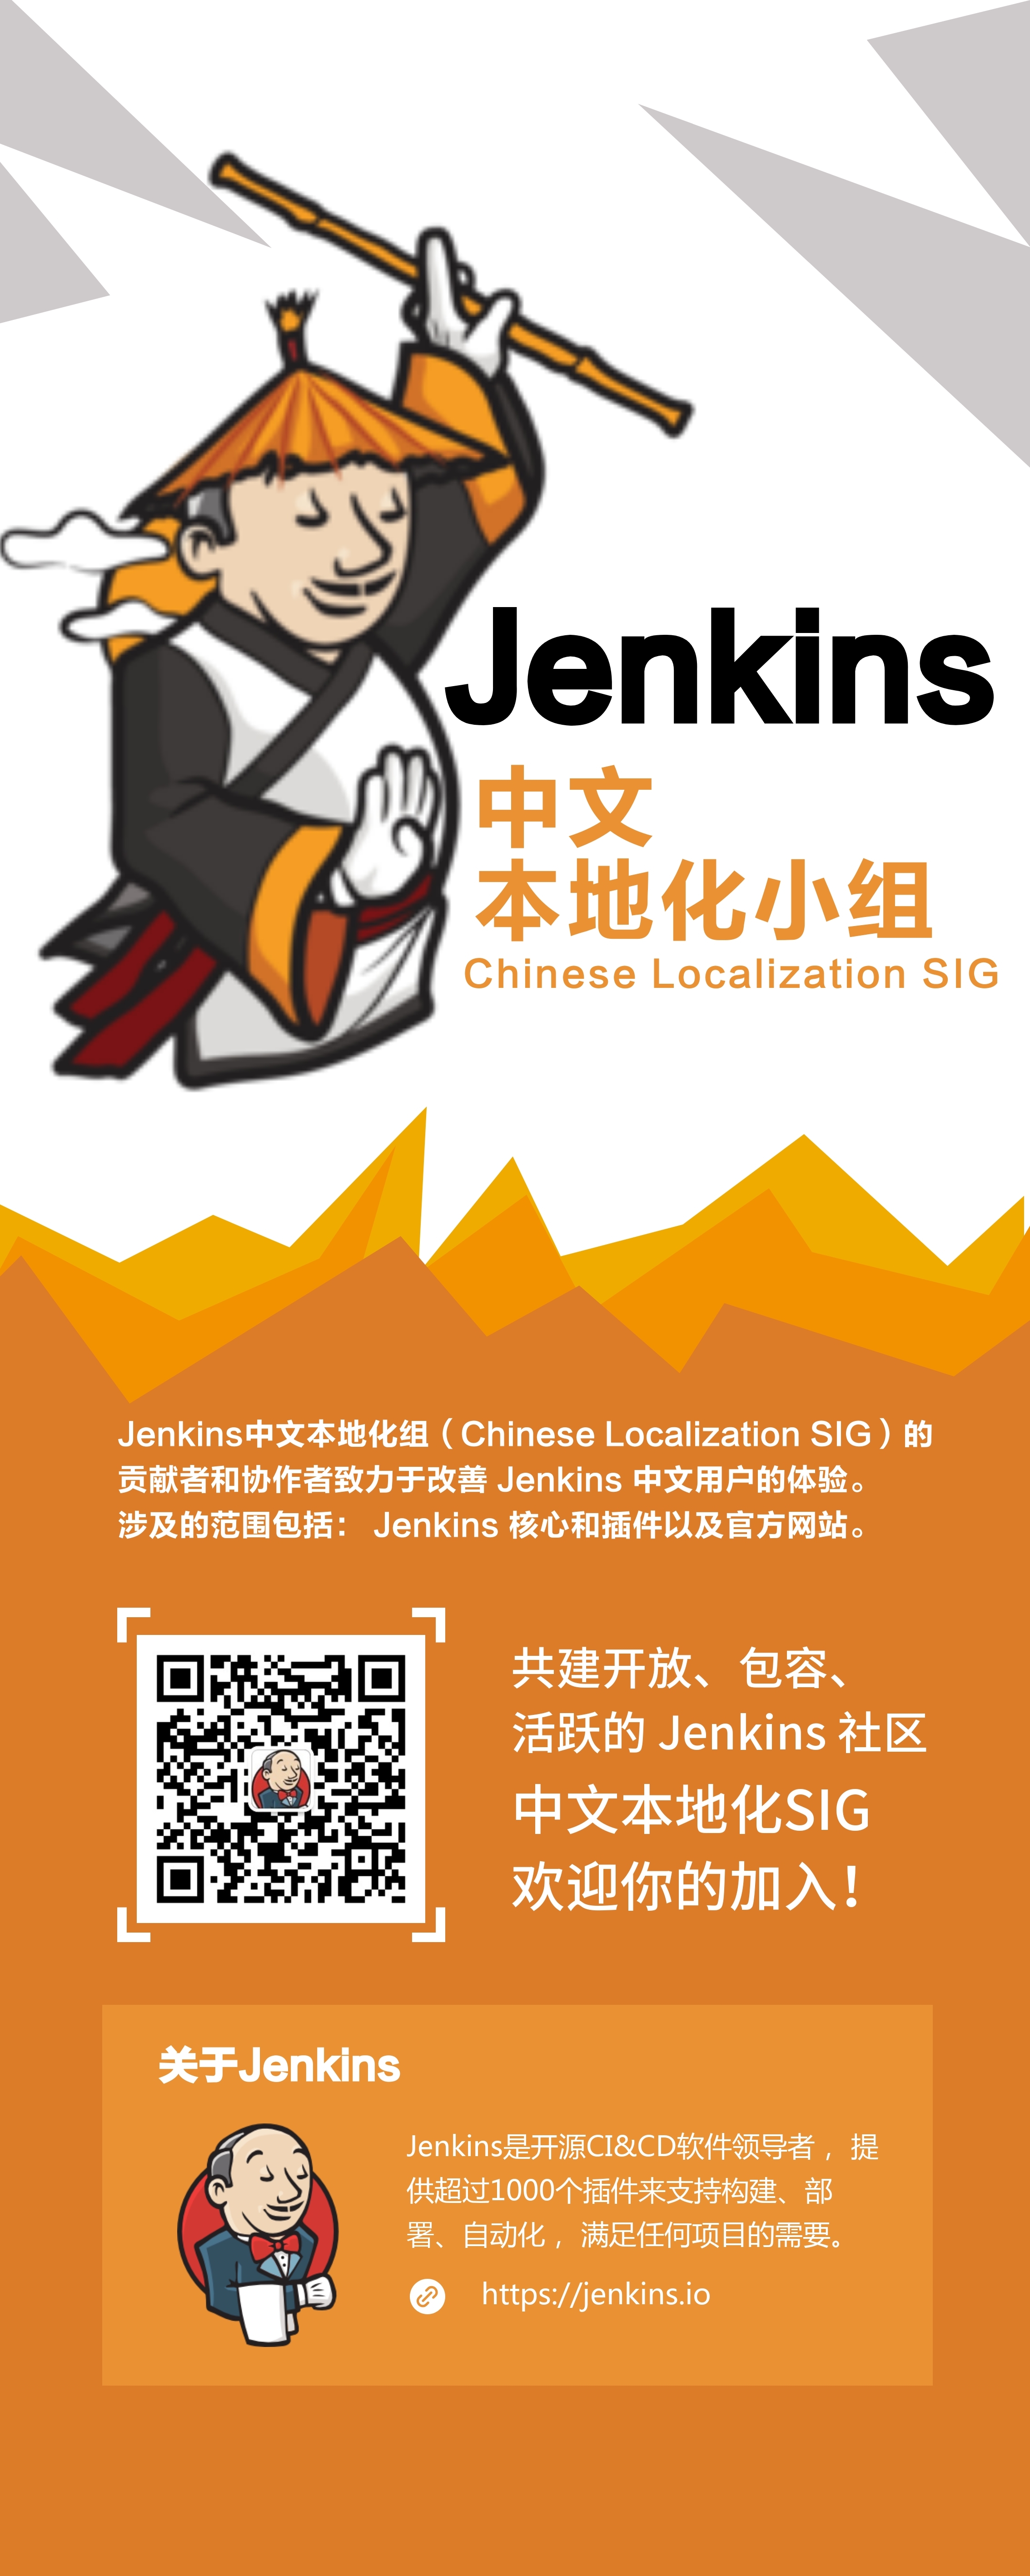 Jenkins
中文
本地化小组
Chinese Localization SIG
Jenkins中文本地化组（Chinese Localization SIG）的
贡献者和协作者致力于改善 Jenkins 中文用户的体验。
涉及的范围包括： Jenkins 核心和插件以及官方网站。
共建开放、包容、
活跃的 Jenkins 社区
中文本地化SIG
欢迎你的加入！
关于Jenkins
Jenkins是开源CI&CD软件领导者， 提
供超过1000个插件来支持构建、部
署、自动化， 满足任何项目的需要。
https://jenkins.io